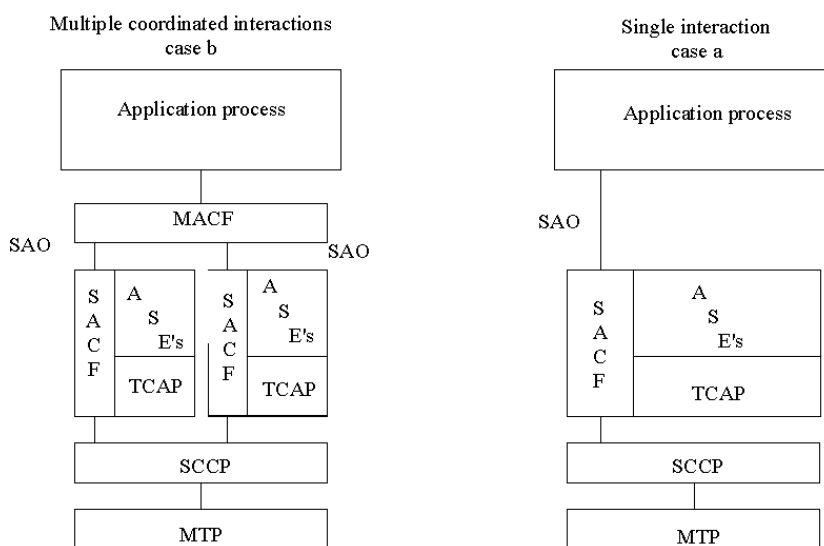 Multiple coordinated interactions
case b
Application process
MACF
SAO
SAO
S
A
C
F
A
S
E's
TCAP
S
A
C
F
A
S
E's
TCAP
SCCP
MTP
Single interaction
case a
Application process
SAO
S
A
C
F
A
S
E's
TCAP
SCCP
MTP